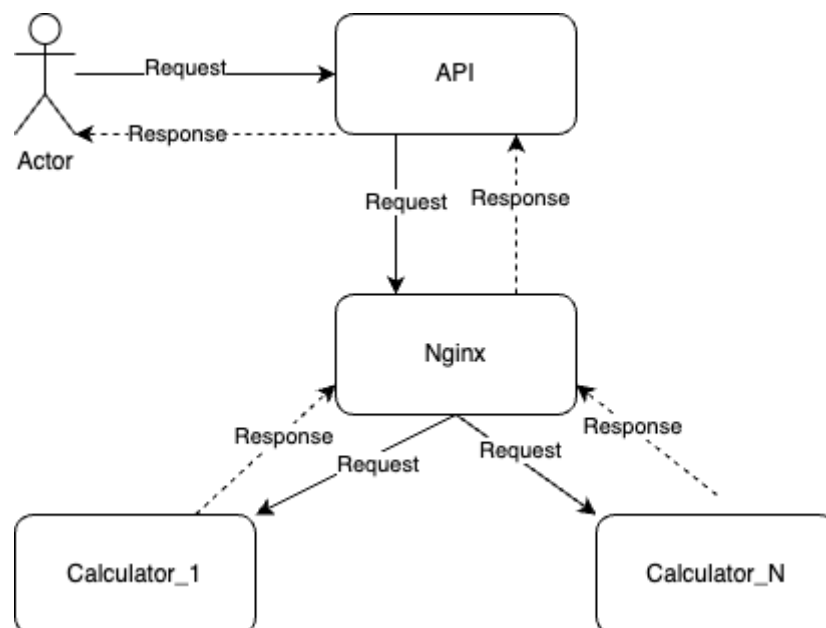 Request
API
Response
Actor
Request
Response
Nginx
Response
Request
Request
Response
Calculator_1
Calculator_N